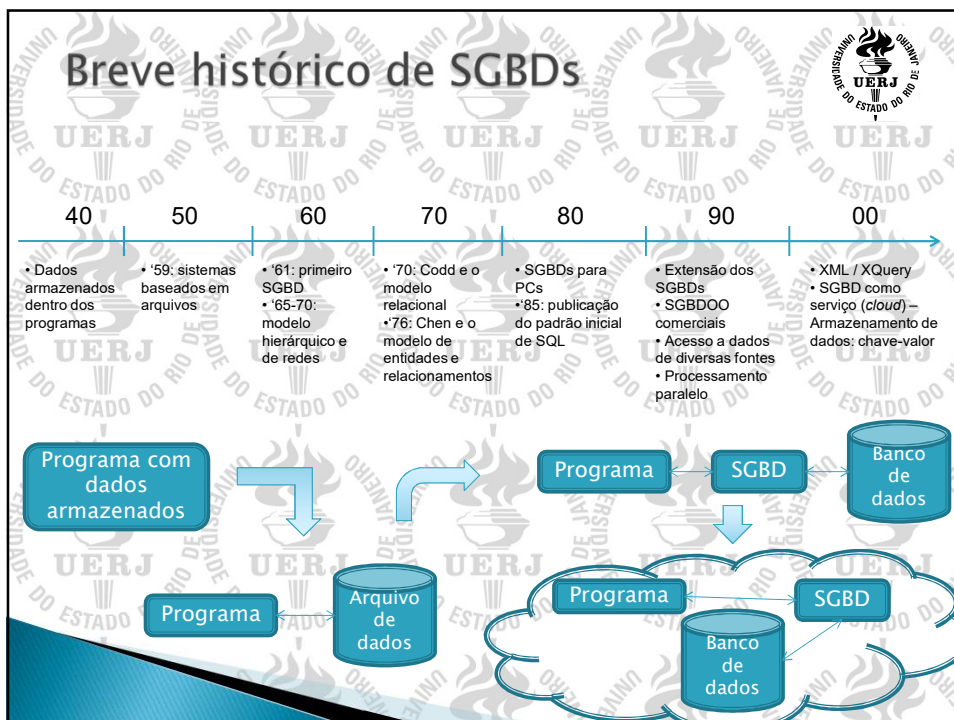 Breve histórico de SGBDs
UNIVERSIDADE DO ESTADO DO RIO DE JANEIRO
UERJ
40 50 60 70 80 90 00
• Dados
armazenados
dentro dos
programas
• ‘59: sistemas
baseados em
arquivos
• ‘61: primeiro
SGBD
• ‘65-70:
modelo
hierárquico e
de redes
• ‘70: Codd e o
modelo
relacional
•‘76: Chen e o
modelo de
entidades e
relacionamentos
• SGBDs para
PCs
•‘85: publicação
do padrão inicial
de SQL
• Extensão dos
SGBDs
• SGBDOO
comerciais
• Acesso a dados
de diversas fontes
• Processamento
paralelo
• XML / XQuery
• SGBD como
serviço (cloud) –
Armazenamento de
dados: chave-valor
Programa com
dados
armazenados
Programa
Arquivo
de
dados
Programa
SGBD
Banco
de
dados
Programa
SGBD
Banco
de
dados